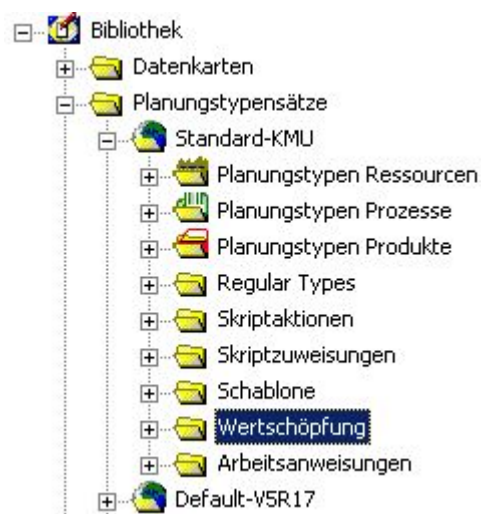 Bibliothek
Datenkarten
Planungstypensätze
Standard-KMU
Planungstypen Ressourcen
Planungstypen Prozesse
Planungstypen Produkte
Regular Types
Skriptaktionen
Skriptzuweisungen
Schablone
Wertschöpfung
Arbeitsanweisungen
Default-V5R17